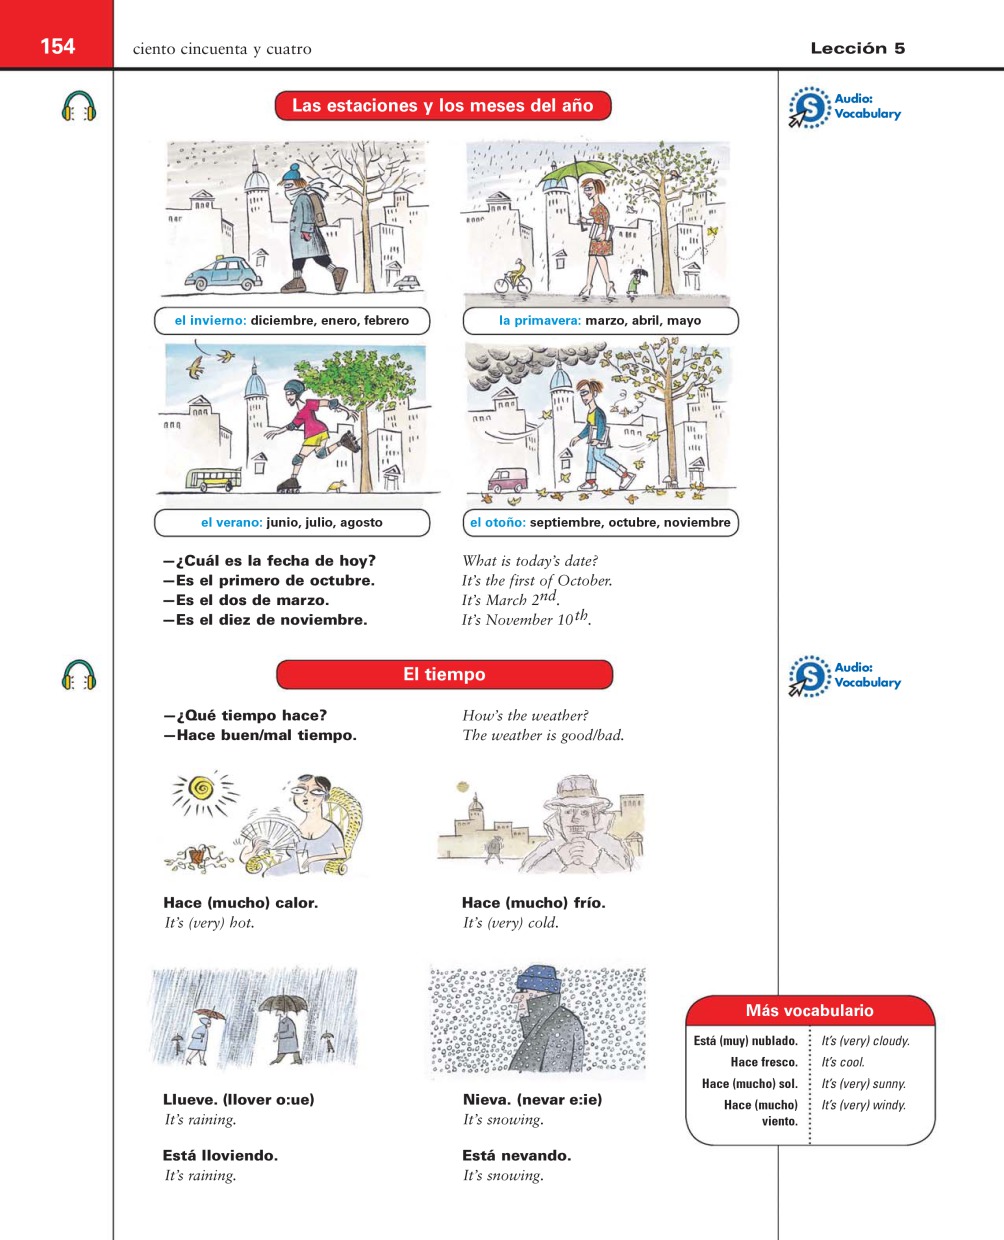 154
ciento cincuenta y cuatro
Lección 5
Las estaciones y los meses del año
Audio:
Vocabulary
el invierno: diciembre, enero, febrero
la primavera: marzo, abril, mayo
el verano: junio, julio, agosto
el otoño: septiembre, octubre, noviembre
—¿Cuál es la fecha de hoy?
What is today's date?
—Es el primero de octubre.
It's the first of October.
—Es el dos de marzo.
It's March 2nd.
—Es el diez de noviembre.
It's November 10th.
El tiempo
Audio:
Vocabulary
—¿Qué tiempo hace?
How's the weather?
—Hace buen/mal tiempo.
The weather is good/bad.
Hace (mucho) calor.
It's (very) hot.
Hace (mucho) frío.
It's (very) cold.
Llueve. (llover o:ue)
It's raining.
Está lloviendo.
It's raining.
Nieva. (nevar e:ie)
It's snowing.
Está nevando.
It's snowing.
Más vocabulario
Está (muy) nublado.
It's (very) cloudy.
Hace fresco.
It's cool.
Hace (mucho) sol.
It's (very) sunny.
Hace (mucho)
viento.
It's (very) windy.